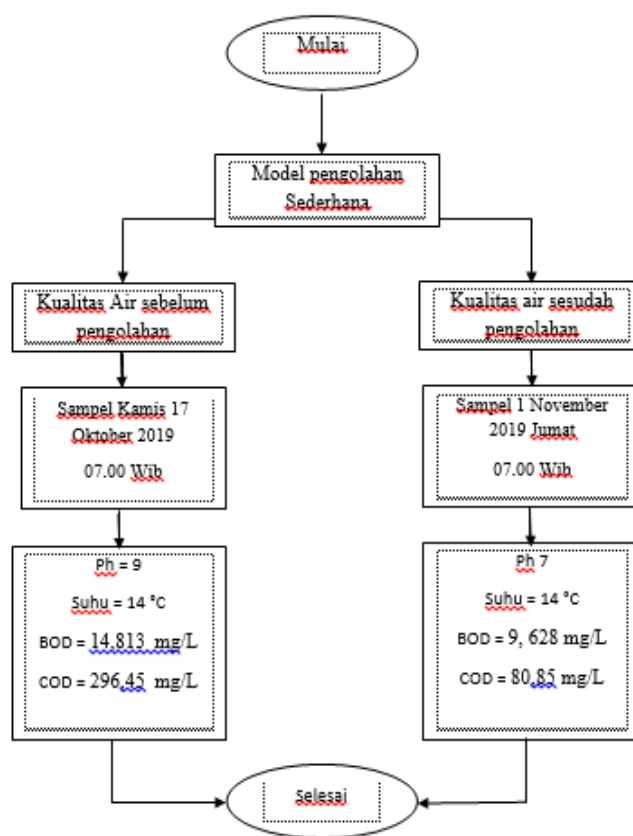 Mulai
Model pengolahan
Sederhana
Kualitas Air sebelum
pengolahan
Sampel Kamis 17
Oktober 2019
07.00 Wib
Ph = 9
Suhu = 14 °C
BOD = 14,813 mg/L
COD = 296,45 mg/L
Kualitas air sesudah
pengolahan
Sampel 1 November
2019 Jumat
07.00 Wib
Ph 7
Suhu = 14 °C
BOD = 9, 628 mg/L
COD = 80,85 mg/L
Selesai